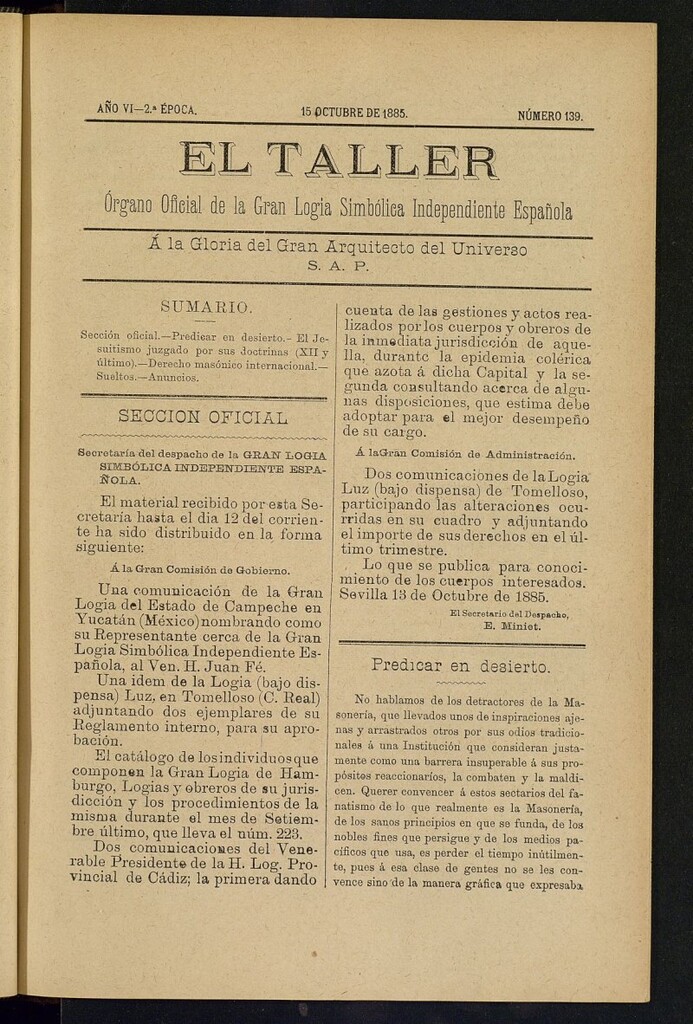 AÑO VI—2.ª ÉPOCA.
15 OCTUBRE DE 1885.
NÚMERO 139.
EL TALLER
Órgano Oficial de la Gran Logia Simbólica Independiente Española
Á la Gloria del Gran Arquitecto del Universo
S. A. P.
SUMARIO.
Sección oficial.—Predicar en desierto.- El Je-
suitismo juzgado por sus doctrinas (XII y
último).—Derecho masónico internacional.—
Sueltos.—Anuncios.
SECCION OFICIAL
Secretaría del despacho de la GRAN LOGIA
SIMBÓLICA INDEPENDIENTE ESPA-
ÑOLA.
El material recibido por esta Se-
cretaría hasta el dia 12 del corrien-
te ha sido distribuido en la forma
siguiente:
Á la Gran Comisión de Gobierno.
Una comunicación de la Gran
Logia del Estado de Campeche en
Yucatán (México) nombrando como
su Representante cerca de la Gran
Logia Simbólica Independiente Es-
pañola, al Ven. H. Juan Fé.
Una idem de la Logia (bajo dis-
pensa) Luz, en Tomelloso (C. Real)
adjuntando dos ejemplares de su
Reglamento interno, para su apro-
bación.
El catálogo de los individuos que
componen la Gran Logia de Ham-
burgo, Logias y obreros de su juris-
dicción y los procedimientos de la
misma durante el mes de Setiem-
bre último, que lleva el núm. 223.
Dos comunicaciones del Vene-
rable Presidente de la H. Log. Pro-
vincial de Cádiz; la primera dando
cuenta de las gestiones y actos rea-
lizados por los cuerpos y obreros de
la inmediata jurisdicción de aque-
lla, durante la epidemia colérica
que azota á dicha Capital y la se-
gunda consultando acerca de algu-
nas disposiciones, que estima debe
adoptar para el mejor desempeño
de su cargo.
Á la Gran Comisión de Administración.
Dos comunicaciones de la Logia
Luz (bajo dispensa) de Tomelloso,
participando las alteraciones ocu-
rridas en su cuadro y adjuntando
el importe de sus derechos en el úl-
timo trimestre.
Lo que se publica para conoci-
miento de los cuerpos interesados.
Sevilla 13 de Octubre de 1885.
El Secretario del Despacho,
E. Miniet.
Predicar en desierto.
No hablamos de los detractores de la Ma-
sonería, que llevados unos de inspiraciones aje-
nas y arrastrados otros por sus odios tradicio-
nales á una Institución que consideran justa-
mente como una barrera insuperable á sus pro-
pósitos reaccionarios, la combaten y la maldi-
cen. Querer convencer á estos sectarios del fa-
natismo de lo que realmente es la Masonería,
de los sanos principios en que se funda, de los
nobles fines que persigue y de los medios pa-
cíficos que usa, es perder el tiempo inútilmen-
te, pues á esa clase de gentes no se les con-
vence sino de la manera gráfica que expresaba